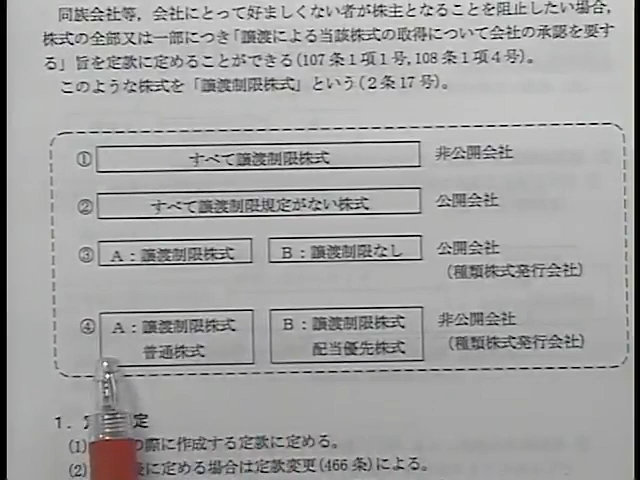 同族会社等,会社にとって好ましくない者が株主となることを阻止したい場合,
株式の全部又は一部につき「譲渡による当該株式の取得について会社の承認を要す
る」旨を定款に定めることができる(107条1項1号,108条1項4号)。
このような株式を「譲渡制限株式」という(2条17号)。
① すべて譲渡制限株式 非公開会社
② すべて譲渡制限規定がない株式 公開会社
③ A：譲渡制限株式 B：譲渡制限なし 公開会社
(種類株式発行会社)
④ A：譲渡制限株式 B：譲渡制限株式 非公開会社
普通株式 配当優先株式 (種類株式発行会社)
1. 定
(1) の際に作成する定款に定める。
(2) に定める場合は定款変更(466条)による。